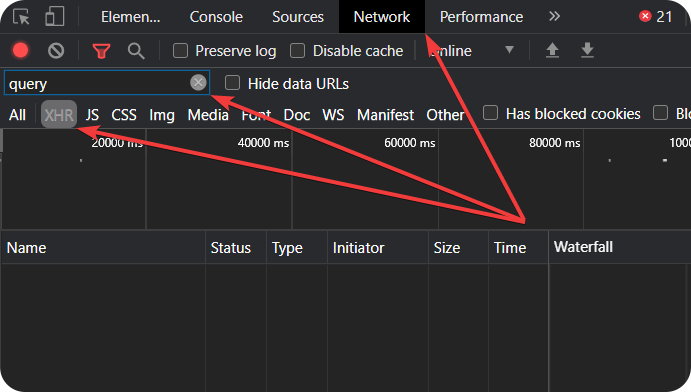 Elemen... Console Sources Network Performance » 21
Preserve log Disable cache Online
query Hide data URLs
All XHR JS CSS Img Media Font Doc WS Manifest Other Has blocked cookies Blo
20000 ms 40000 ms 60000 ms 80000 ms 1000
Name Status Type Initiator Size Time Waterfall